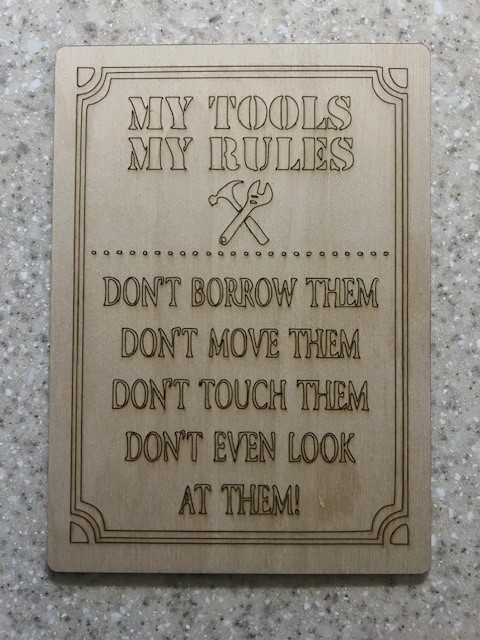 MY TOOLS
MY RULES
DON'T BORROW THEM
DON'T MOVE THEM
DON'T TOUCH THEM
DON'T EVEN LOOK
AT THEM!